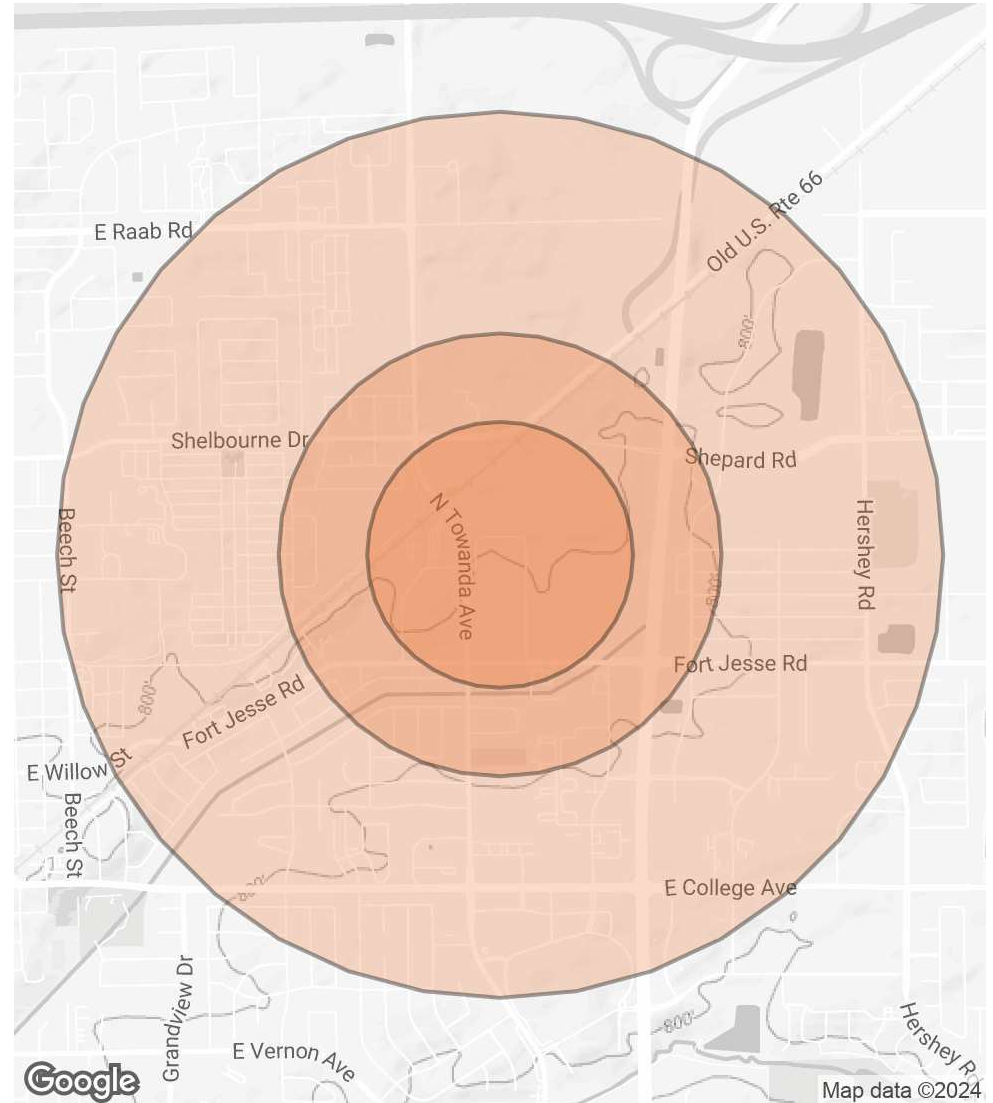 E Raab Rd
Old U.S. Rte 66
800'
Shelbourne Dr
Shepard Rd
N Towanda Ave
Beech St
Hershey Rd
800'
Fort Jesse Rd
800'
Fort Jesse Rd
E Willow St
Beech St
E College Ave
800'
Grandview Dr
800'
Hershey Rd
E Vernon Ave
Google
Map data ©2024